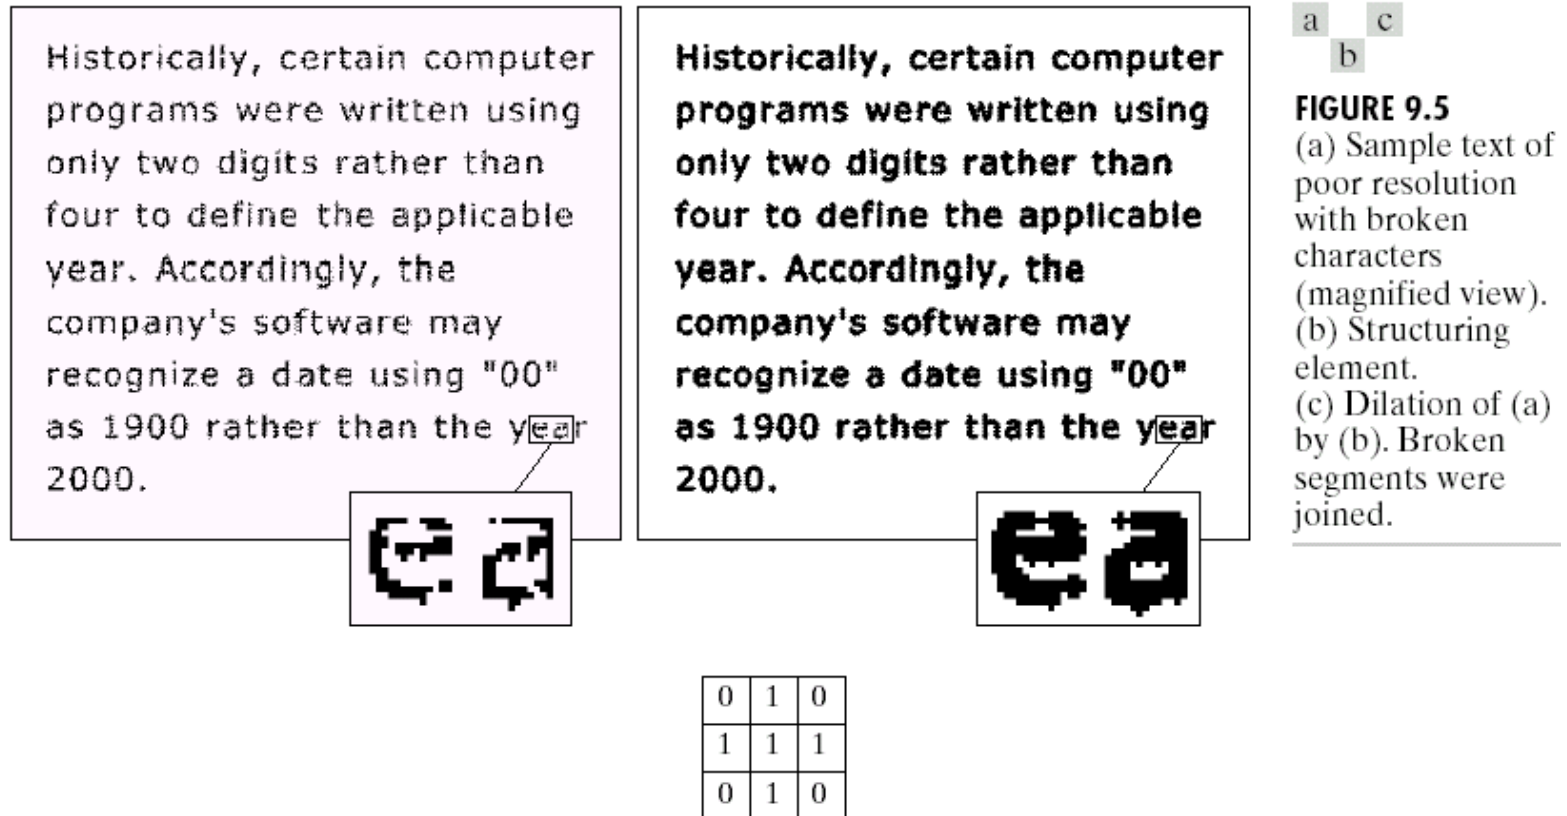 Historically, certain computer
programs were written using
only two digits rather than
four to define the applicable
year. Accordingly, the
company's software may
recognize a date using "00"
as 1900 rather than the year
2000.
ea
Historically, certain computer
programs were written using
only two digits rather than
four to define the applicable
year. Accordingly, the
company's software may
recognize a date using "00"
as 1900 rather than the year
2000.
ea
0 1 0
1 1 1
0 1 0
a c
b
FIGURE 9.5
(a) Sample text of
poor resolution
with broken
characters
(magnified view).
(b) Structuring
element.
(c) Dilation of (a)
by (b). Broken
segments were
joined.